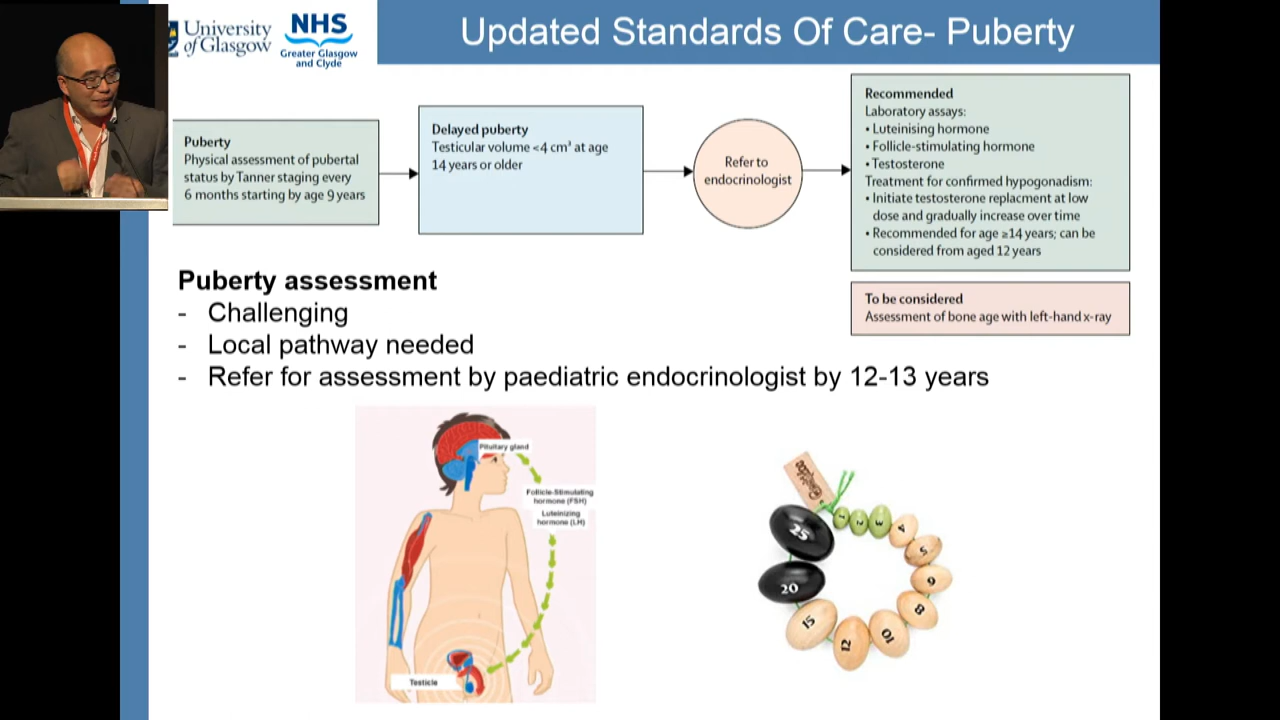 University
of Glasgow
NHS
Greater Glasgow
and Clyde
Updated Standards Of Care- Puberty
Puberty
Physical assessment of pubertal
status by Tanner staging every
6 months starting by age 9 years
Delayed puberty
Testicular volume <4 cm³ at age
14 years or older
Refer to
endocrinologist
Recommended
Laboratory assays:
• Luteinising hormone
• Follicle-stimulating hormone
• Testosterone
Treatment for confirmed hypogonadism:
• Initiate testosterone replacment at low
dose and gradually increase over time
• Recommended for age ≥14 years; can be
considered from aged 12 years
To be considered
Assessment of bone age with left-hand x-ray
Puberty assessment
- Challenging
- Local pathway needed
- Refer for assessment by paediatric endocrinologist by 12-13 years
Pituitary gland
Follicle-Stimulating
hormone (FSH)
Luteinizing
hormone (LH)
Testicle
1
2
3
4
5
6
8
10
12
15
20
25